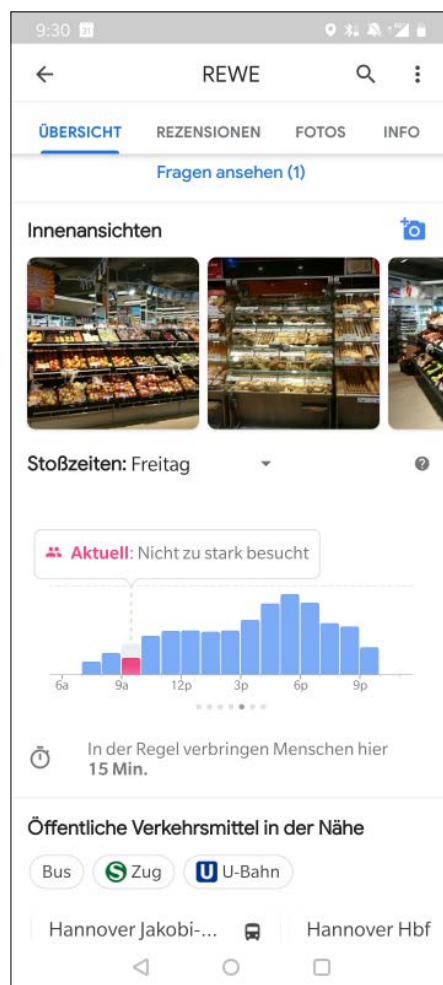 9:30 31
REWE
ÜBERSICHT REZENSIONEN FOTOS INFO
Fragen ansehen (1)
Innenansichten
Stoßzeiten: Freitag
Aktuell: Nicht zu stark besucht
6a 9a 12p 3p 6p 9p
In der Regel verbringen Menschen hier
15 Min.
Öffentliche Verkehrsmittel in der Nähe
Bus S Zug U U-Bahn
Hannover Jakobi-... Hannover Hbf